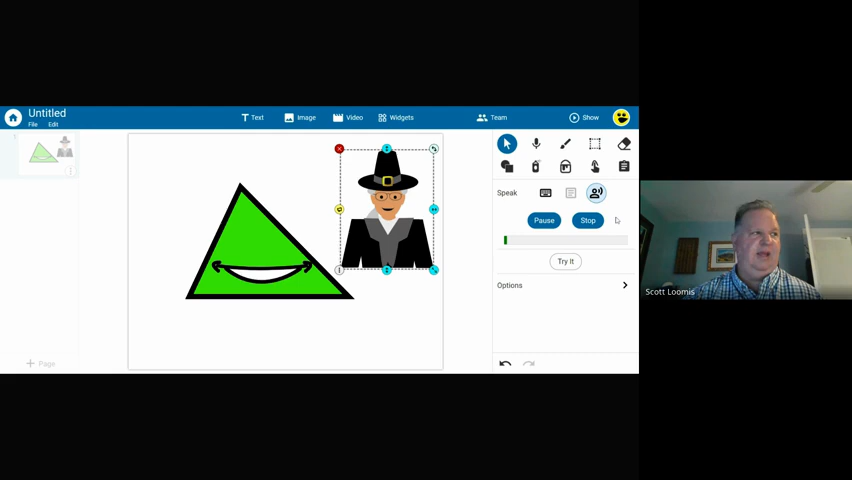 Untitled
File Edit
Text Image Video Widgets Team Show
Speak
Pause Stop
Try It
Options
Page
Scott Loomis